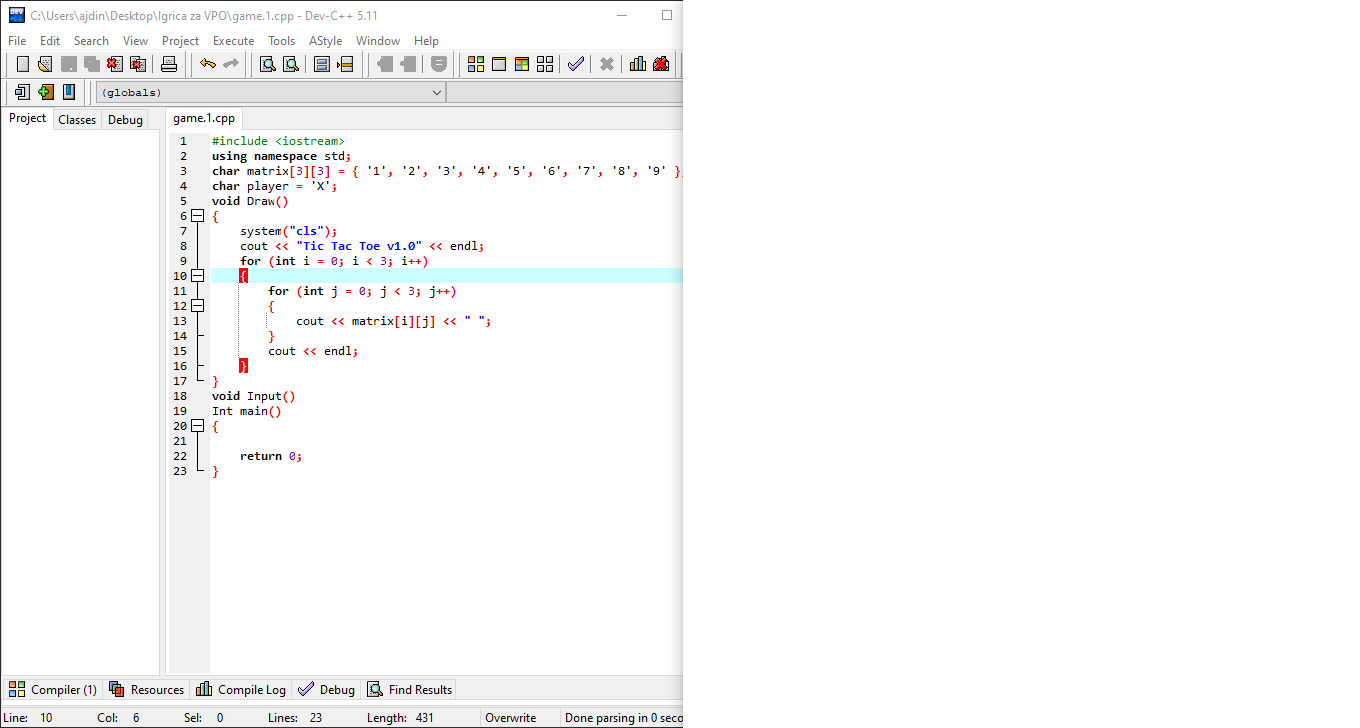 C:\Users\ajdin\Desktop\Igrica za VPO\game.1.cpp - Dev-C++ 5.11
File Edit Search View Project Execute Tools AStyle Window Help
(globals)
Project Classes Debug game.1.cpp
1 #include <iostream>
2 using namespace std;
3 char matrix[3][3] = { '1', '2', '3', '4', '5', '6', '7', '8', '9' }
4 char player = 'X';
5 void Draw()
6 {
7 system("cls");
8 cout << "Tic Tac Toe v1.0" << endl;
9 for (int i = 0; i < 3; i++)
10 {
11 for (int j = 0; j < 3; j++)
12 {
13 cout << matrix[i][j] << " ";
14 }
15 cout << endl;
16 }
17 }
18 void Input()
19 Int main()
20 {
21
22 return 0;
23 }
Compiler (1) Resources Compile Log Debug Find Results
Line: 10 Col: 6 Sel: 0 Lines: 23 Length: 431 Overwrite Done parsing in 0 seco